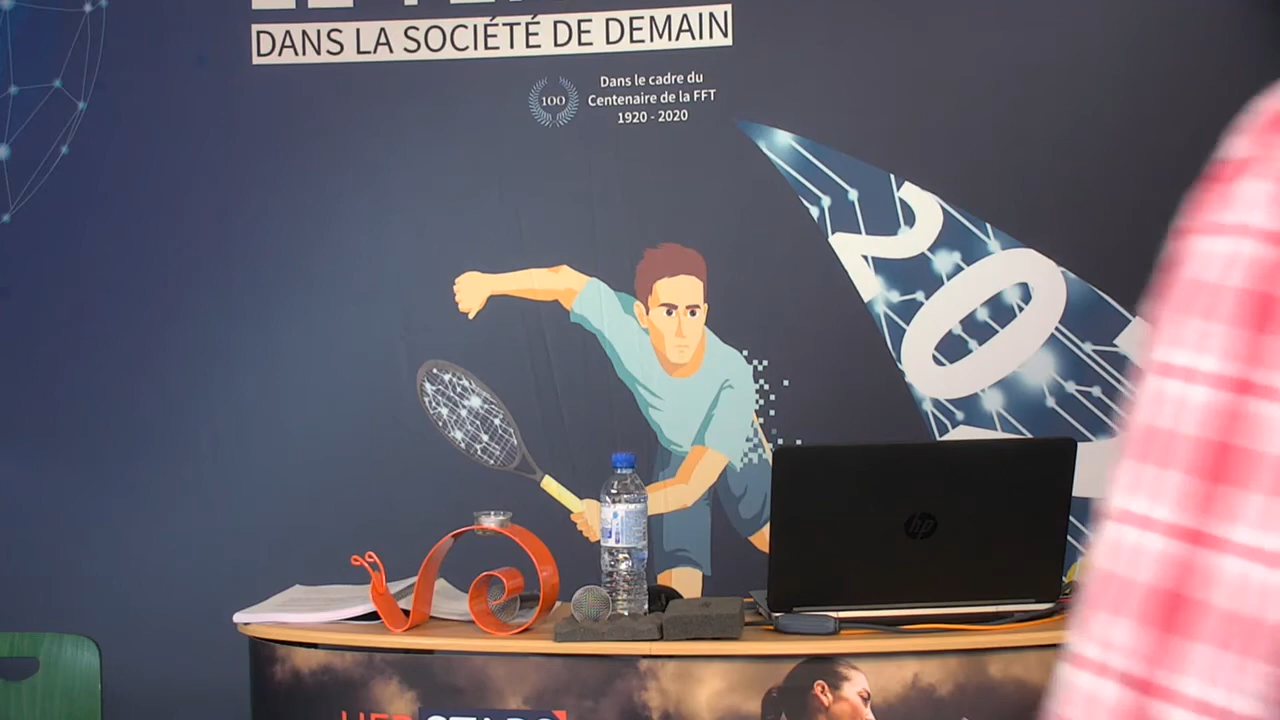 DANS LA SOCIÉTÉ DE DEMAIN
100
Dans le cadre du
Centenaire de la FFT
1920 - 2020
20
hp